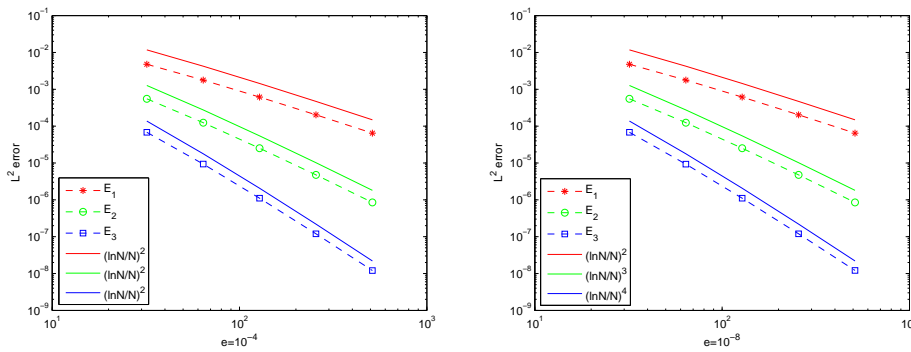 10^-1
10^-2
10^-3
10^-4
10^-5
10^-6
10^-7
10^-8
10^-9
L^2 error
E_1
E_2
E_3
(lnN/N)^2
(lnN/N)^2
(lnN/N)^2
10^1
10^2
10^3
e=10^-4
10^-1
10^-2
10^-3
10^-4
10^-5
10^-6
10^-7
10^-8
10^-9
L^2 error
E_1
E_2
E_3
(lnN/N)^2
(lnN/N)^3
(lnN/N)^4
10^1
10^2
10^
e=10^-8